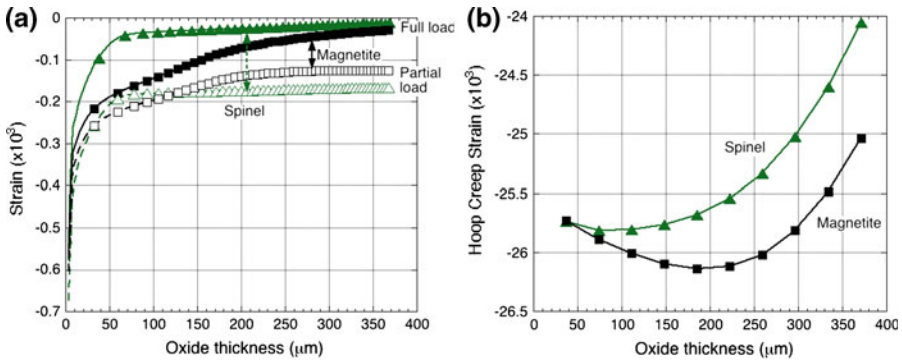 (a)
0
-0.1
-0.2
-0.3
-0.4
-0.5
-0.6
-0.7
Strain (x10³)
0 50 100 150 200 250 300 350 400
Oxide thickness (μm)
Full load
Magnetite
Partial
load
Spinel
(b)
-24
-24.5
-25
-25.5
-26
-26.5
Hoop Creep Strain (x10³)
0 50 100 150 200 250 300 350 400
Oxide thickness (μm)
Spinel
Magnetite